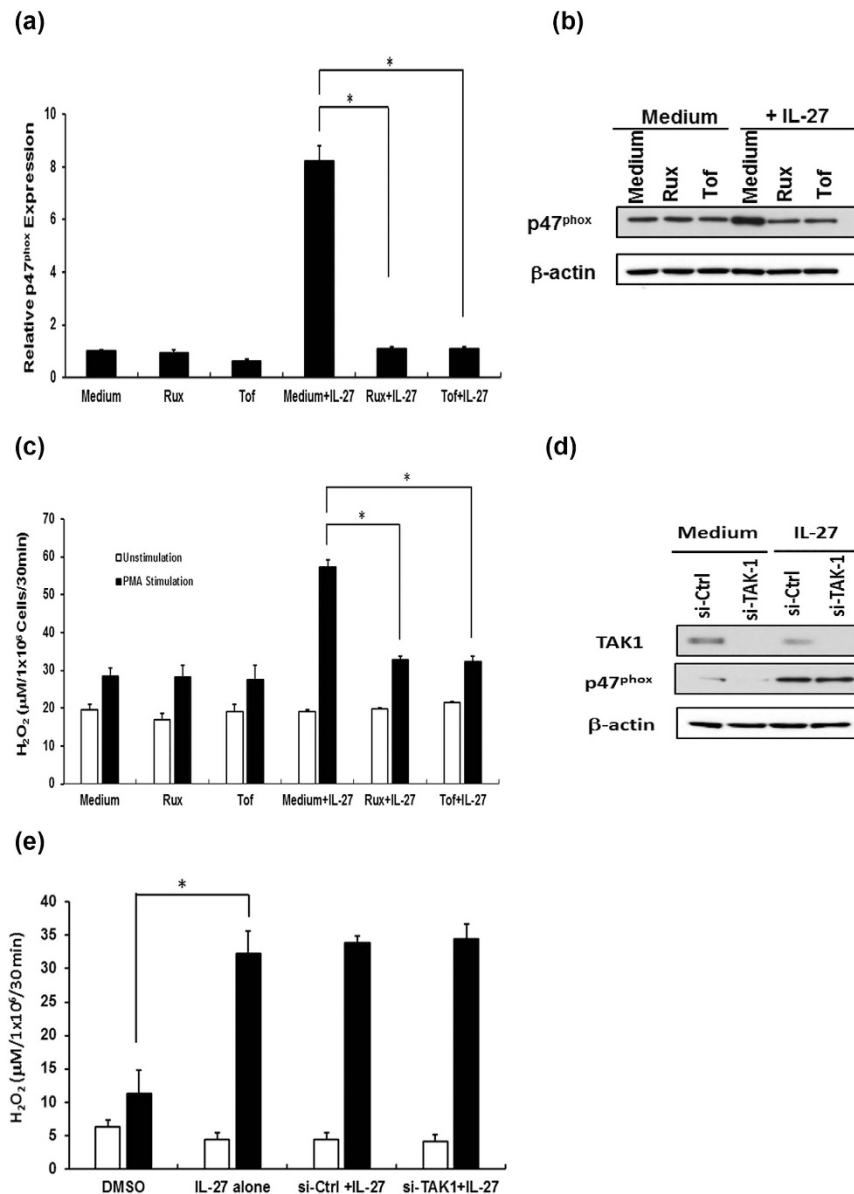 (a)
Relative p47phox Expression
10
8
6
4
2
0
*
*
Medium Rux Tof Medium+IL-27 Rux+IL-27 Tof+IL-27
(b)
Medium + IL-27
Medium Rux Tof Medium Rux Tof
p47phox
β-actin
(c)
H2O2 (μM/1x10⁶ Cells/30min)
70
60
50
40
30
20
10
0
Unstimulation
PMA Stimulation
*
*
Medium Rux Tof Medium+IL-27 Rux+IL-27 Tof+IL-27
(d)
Medium IL-27
si-Ctrl si-TAK-1 si-Ctrl si-TAK-1
TAK1
p47phox
β-actin
(e)
H2O2 (μM/1x10⁶/30 min)
40
35
30
25
20
15
10
5
0
*
DMSO IL-27 alone si-Ctrl +IL-27 si-TAK1+IL-27